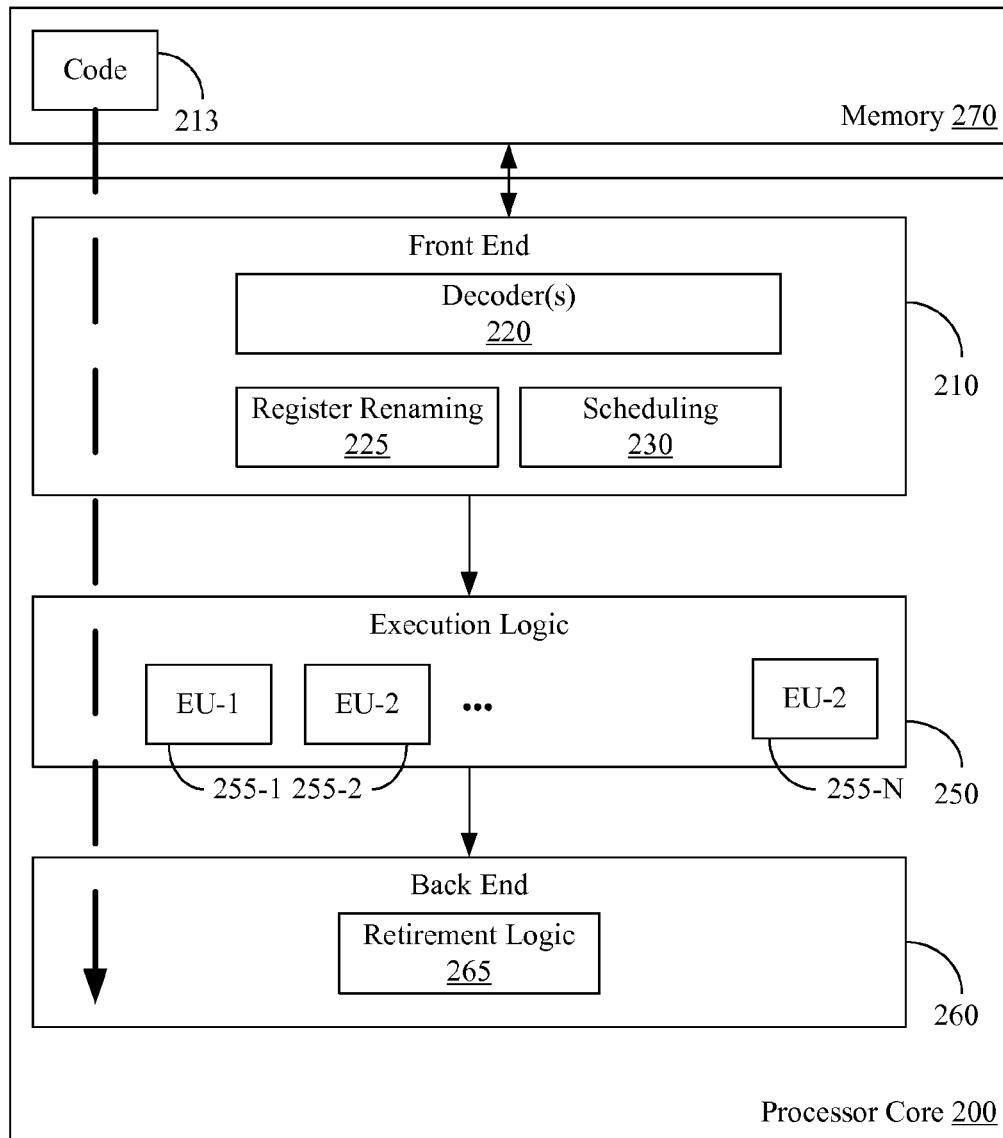 Code
213
Memory 270
Front End
Decoder(s)
220
210
Register Renaming
225
Scheduling
230
Execution Logic
EU-1
EU-2
...
EU-2
255-1 255-2
255-N
250
Back End
Retirement Logic
265
260
Processor Core 200